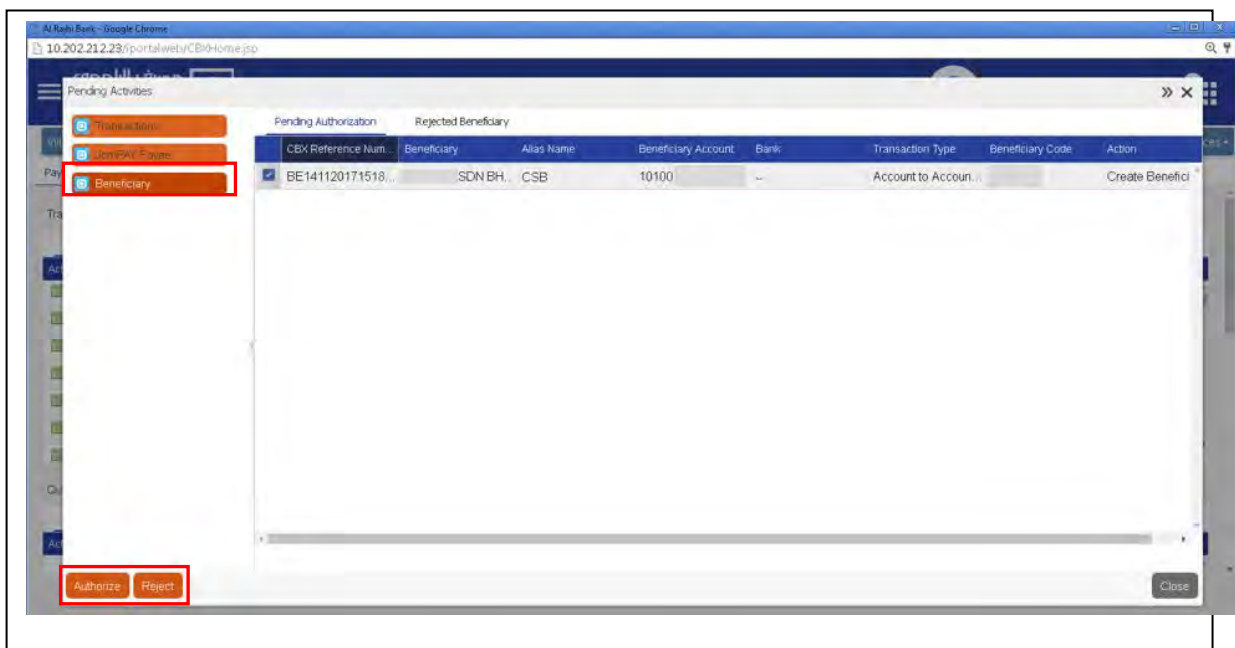 Al Rajhi Bank - Google Chrome
10.202.212.23/iportalweb/CBXHome.jsp
Pending Activities
Transactions
Pending Authorization Rejected Beneficiary
CBX Reference Num... Beneficiary Alias Name Beneficiary Account Bank Transaction Type Beneficiary Code Action
Beneficiary
BE141120171518... SDN BH... CSB 10100 -- Account to Accoun... Create Benefici
Pay
Tra
Authorize Reject Close